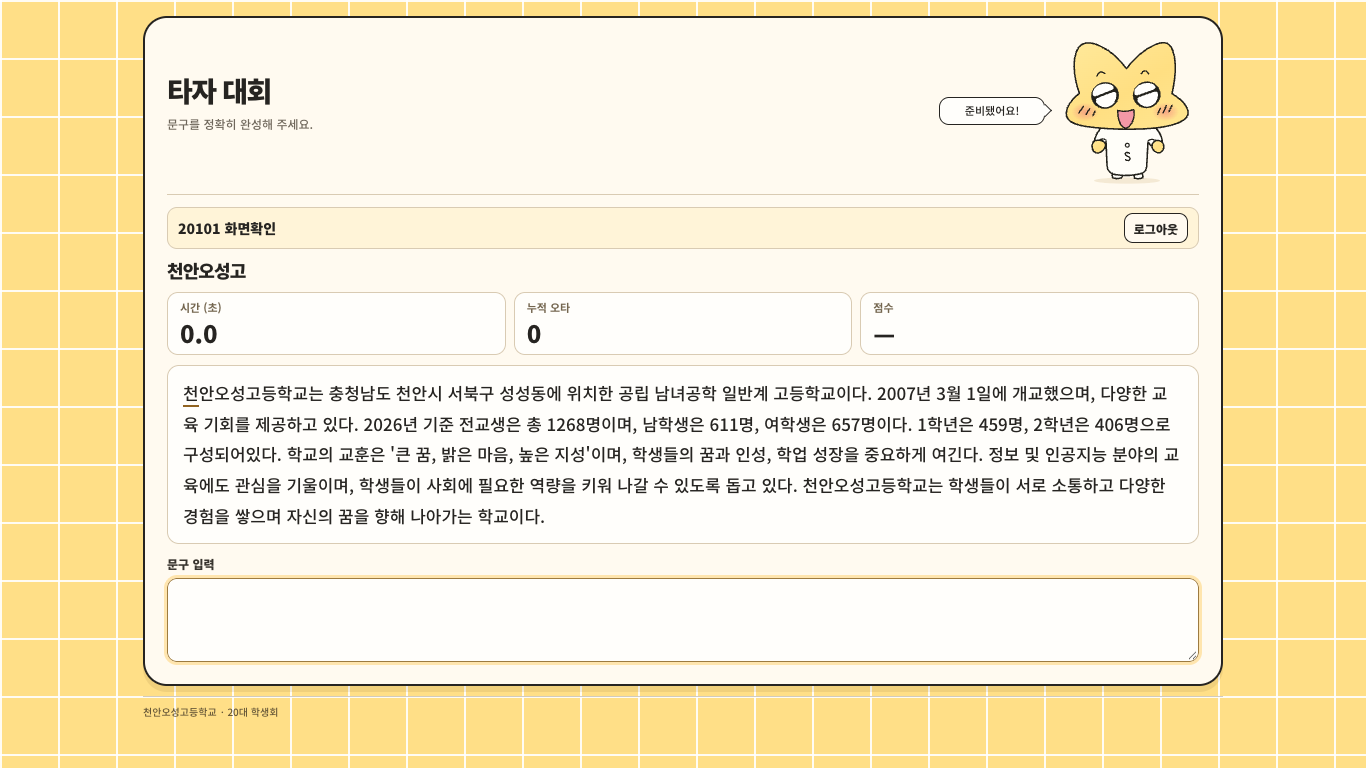 타자 대회
문구를 정확히 완성해 주세요.
준비됐어요!
20101 화면확인
로그아웃
천안오성고
시간 (초)
0.0
누적 오타
0
점수
—
천안오성고등학교는 충청남도 천안시 서북구 성성동에 위치한 공립 남녀공학 일반계 고등학교이다. 2007년 3월 1일에 개교했으며, 다양한 교
육 기회를 제공하고 있다. 2026년 기준 전교생은 총 1268명이며, 남학생은 611명, 여학생은 657명이다. 1학년은 459명, 2학년은 406명으로
구성되어있다. 학교의 교훈은 '큰 꿈, 밝은 마음, 높은 지성'이며, 학생들의 꿈과 인성, 학업 성장을 중요하게 여긴다. 정보 및 인공지능 분야의 교
육에도 관심을 기울이며, 학생들이 사회에 필요한 역량을 키워 나갈 수 있도록 돕고 있다. 천안오성고등학교는 학생들이 서로 소통하고 다양한
경험을 쌓으며 자신의 꿈을 향해 나아가는 학교이다.
문구 입력
천안오성고등학교 · 20대 학생회